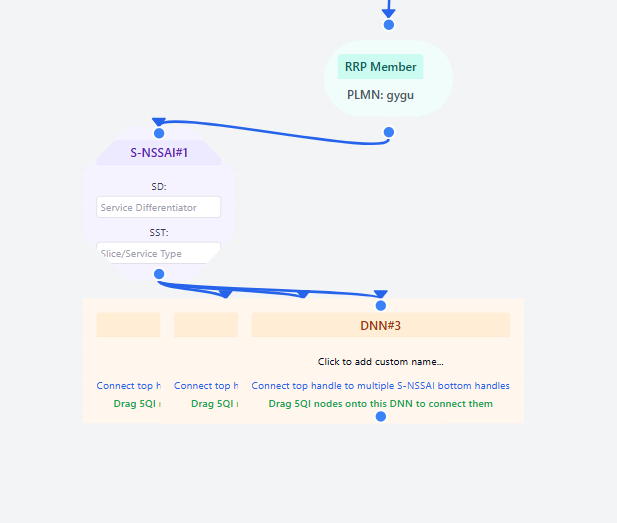 RRP Member
PLMN: gygu
S-NSSAI#1
SD:
Service Differentiator
SST:
Slice/Service Type
DNN#3
Click to add custom name...
Connect top h
Connect top h
Connect top handle to multiple S-NSSAI bottom handles
Drag 5QI
Drag 5QI
Drag 5QI nodes onto this DNN to connect them